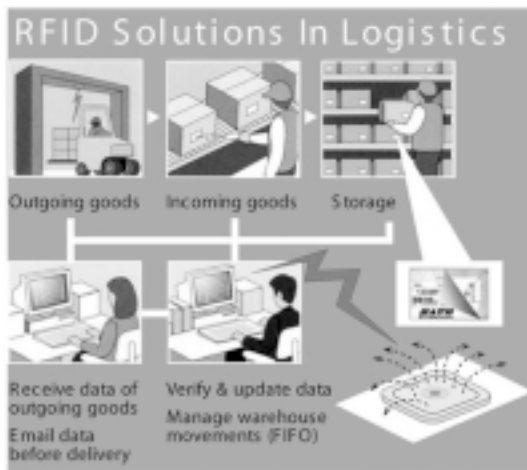 RFID Solutions In Logistics
Outgoing goods
Incoming goods
Storage
Receive data of
outgoing goods
Email data
before delivery
Verify & update data
Manage warehouse
movements (FIFO)
SATO